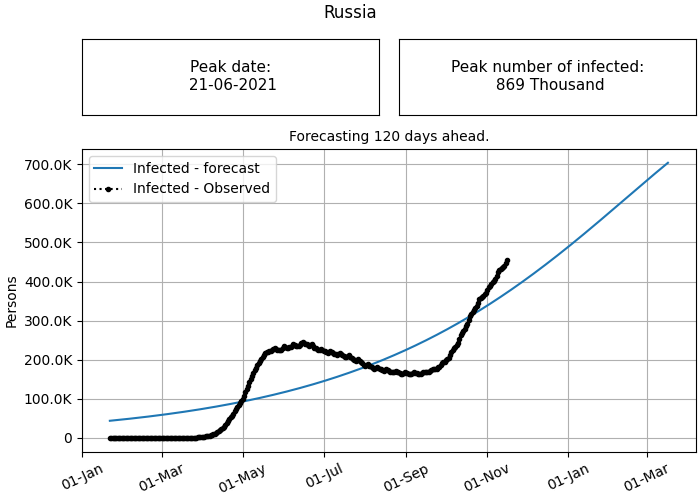 Russia
Peak date:
21-06-2021
Peak number of infected:
869 Thousand
Forecasting 120 days ahead.
Infected - forecast
Infected - Observed
Persons
700.0K
600.0K
500.0K
400.0K
300.0K
200.0K
100.0K
0
01-Jan
01-Mar
01-May
01-Jul
01-Sep
01-Nov
01-Jan
01-Mar